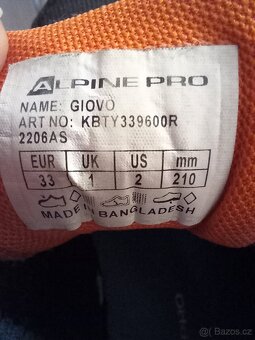 ALPINE PRO
NAME: GIOVO
ART NO: KBTY339600R
2206AS
EUR UK US mm
33 1 2 210
MADE IN BANGLADESH
Sbazar.cz